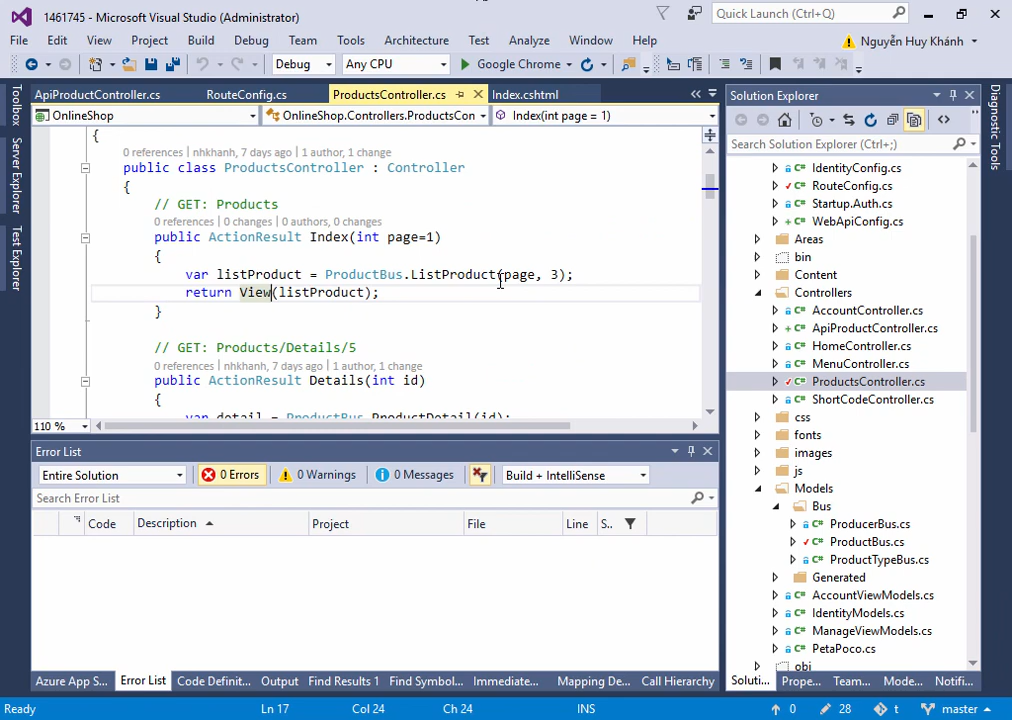 1461745 - Microsoft Visual Studio (Administrator)
Quick Launch (Ctrl+Q)
File Edit View Project Build Debug Team Tools Architecture Test Analyze Window Help
Nguyễn Huy Khánh
Debug Any CPU Google Chrome
Toolbox
Server Explorer
Test Explorer
ApiProductController.cs RouteConfig.cs ProductsController.cs Index.cshtml
OnlineShop OnlineShop.Controllers.ProductsCon Index(int page = 1)
{
0 references | nhkhanh, 7 days ago | 1 author, 1 change
public class ProductsController : Controller
{
// GET: Products
0 references | 0 changes | 0 authors, 0 changes
public ActionResult Index(int page=1)
{
var listProduct = ProductBus.ListProduct(page, 3);
return View(listProduct);
}
// GET: Products/Details/5
0 references | nhkhanh, 7 days ago | 1 author, 1 change
public ActionResult Details(int id)
{
var detail = ProductBus.ProductDetail(id);
110 %
Error List
Entire Solution 0 Errors 0 Warnings 0 Messages Build + IntelliSense
Search Error List
Code Description Project File Line S..
Azure App S... Error List Code Definit... Output Find Results 1 Find Symbol... Immediate... Mapping De... Call Hierarchy
Solution Explorer
Search Solution Explorer (Ctrl+;)
IdentityConfig.cs
RouteConfig.cs
Startup.Auth.cs
WebApiConfig.cs
Areas
bin
Content
Controllers
AccountController.cs
ApiProductController.cs
HomeController.cs
MenuController.cs
ProductsController.cs
ShortCodeController.cs
css
fonts
images
js
Models
Bus
ProducerBus.cs
ProductBus.cs
ProductTypeBus.cs
Generated
AccountViewModels.cs
IdentityModels.cs
ManageViewModels.cs
PetaPoco.cs
obj
Soluti... Prope... Team... Mode... Notifi...
Diagnostic Tools
Ready Ln 17 Col 24 Ch 24 INS 0 28 t master